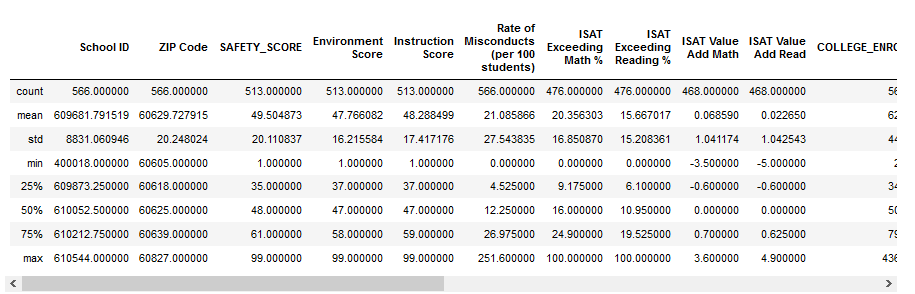 School ID ZIP Code SAFETY_SCORE Environment Score Instruction Score Rate of Misconducts (per 100 students) ISAT Exceeding Math % ISAT Exceeding Reading % ISAT Value Add Math ISAT Value Add Read COLLEGE_ENRO
count 566.000000 566.000000 513.000000 513.000000 513.000000 566.000000 476.000000 476.000000 468.000000 468.000000 56
mean 609681.791519 60629.727915 49.504873 47.766082 48.288499 21.085866 20.356303 15.667017 0.068590 0.022650 62
std 8831.060946 20.248024 20.110837 16.215584 17.417176 27.543835 16.850870 15.208361 1.041174 1.042543 44
min 400018.000000 60605.000000 1.000000 1.000000 1.000000 0.000000 0.000000 0.000000 -3.500000 -5.000000 2
25% 609873.250000 60618.000000 35.000000 37.000000 37.000000 4.525000 9.175000 6.100000 -0.600000 -0.600000 34
50% 610052.500000 60625.000000 48.000000 47.000000 47.000000 12.250000 16.000000 10.950000 0.000000 0.000000 50
75% 610212.750000 60639.000000 61.000000 58.000000 59.000000 26.975000 24.900000 19.525000 0.700000 0.625000 79
max 610544.000000 60827.000000 99.000000 99.000000 99.000000 251.600000 100.000000 100.000000 3.600000 4.900000 436